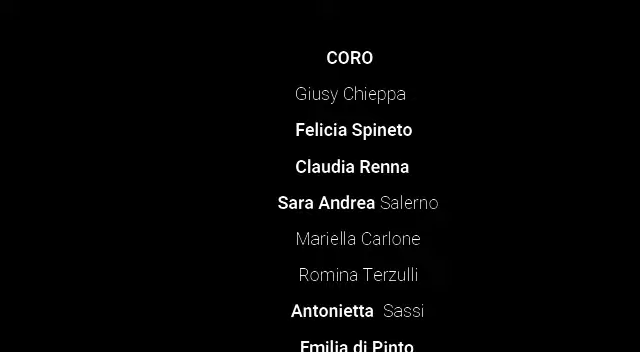 CORO
Giusy Chieppa
Felicia Spineto
Claudia Renna
Sara Andrea Salerno
Mariella Carlone
Romina Terzulli
Antonietta Sassi
Emilia di Pinto